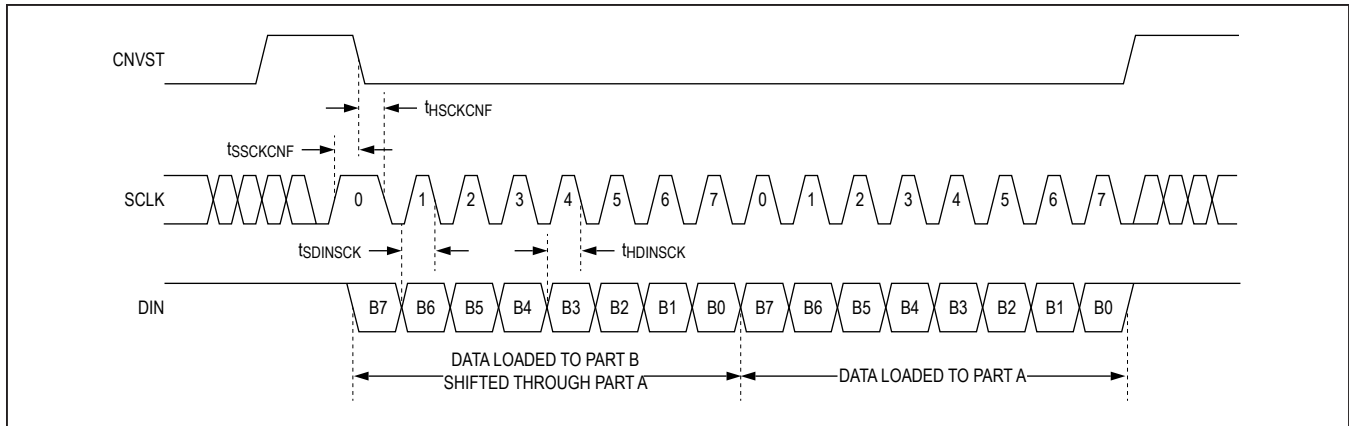 CNVST
tHSCKCNF
tSSCKCNF
SCLK
0 1 2 3 4 5 6 7 0 1 2 3 4 5 6 7
tSDINSCK
tHDINSCK
DIN
B7 B6 B5 B4 B3 B2 B1 B0 B7 B6 B5 B4 B3 B2 B1 B0
DATA LOADED TO PART B
SHIFTED THROUGH PART A
DATA LOADED TO PART A